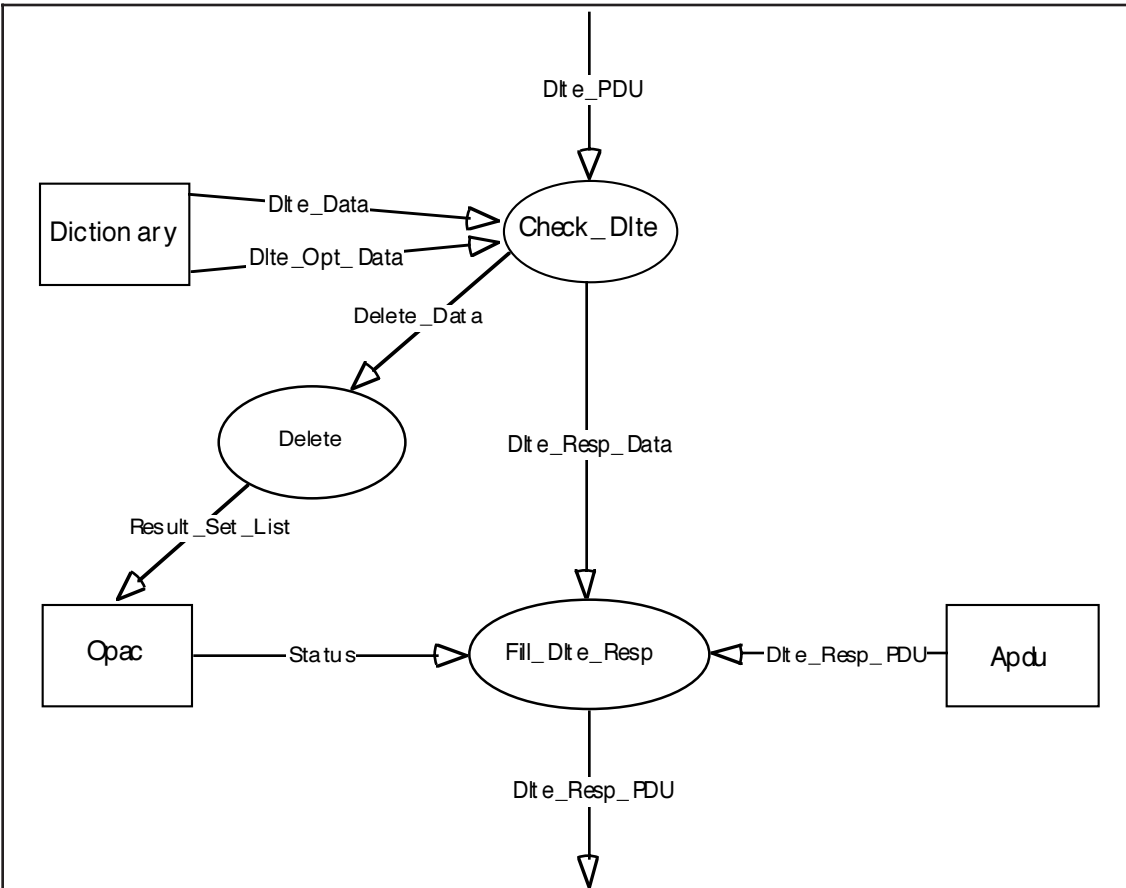 Dlte_PDU
Dlte_Data
Dictionary
Check_Dlte
Dlte_Opt_Data
Delete_Data
Delete
Dlte_Resp_Data
Result_Set_List
Opac
Status
Fill_Dlte_Resp
Dlte_Resp_PDU
Apdu
Dlte_Resp_PDU